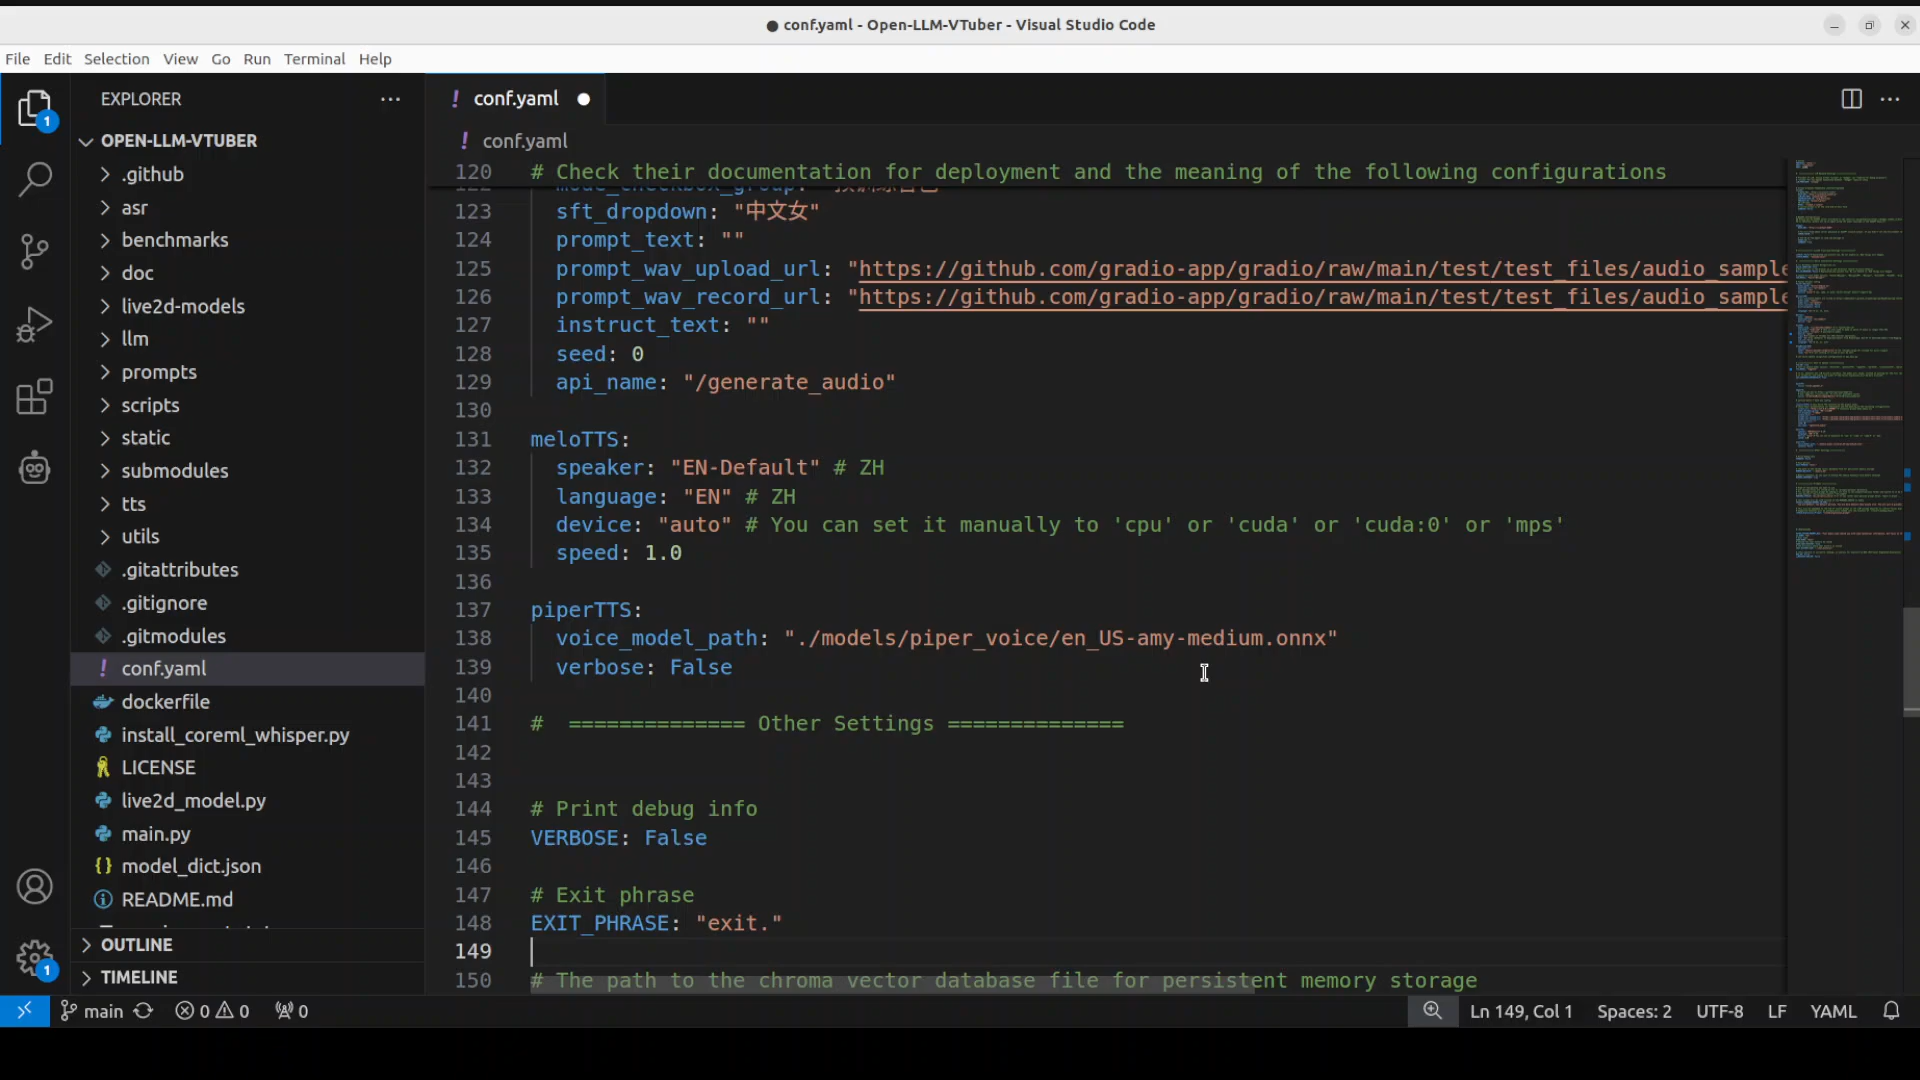 conf.yaml - Open-LLM-VTuber - Visual Studio Code
File Edit Selection View Go Run Terminal Help
EXPLORER
OPEN-LLM-VTUBER
.github
asr
benchmarks
doc
live2d-models
llm
prompts
scripts
static
submodules
tts
utils
.gitattributes
.gitignore
.gitmodules
conf.yaml
dockerfile
install_coreml_whisper.py
LICENSE
live2d_model.py
main.py
model_dict.json
README.md
OUTLINE
TIMELINE
1
1
conf.yaml
conf.yaml
120 # Check their documentation for deployment and the meaning of the following configurations
123 sft_dropdown: "中文女"
124 prompt_text: ""
125 prompt_wav_upload_url: "https://github.com/gradio-app/gradio/raw/main/test/test_files/audio_sample
126 prompt_wav_record_url: "https://github.com/gradio-app/gradio/raw/main/test/test_files/audio_sample
127 instruct_text: ""
128 seed: 0
129 api_name: "/generate_audio"
130
131 meloTTS:
132 speaker: "EN-Default" # ZH
133 language: "EN" # ZH
134 device: "auto" # You can set it manually to 'cpu' or 'cuda' or 'cuda:0' or 'mps'
135 speed: 1.0
136
137 piperTTS:
138 voice_model_path: "./models/piper_voice/en_US-amy-medium.onnx"
139 verbose: False
140
141 # ============== Other Settings ==============
142
143
144 # Print debug info
145 VERBOSE: False
146
147 # Exit phrase
148 EXIT_PHRASE: "exit."
149
150 # The path to the chroma vector database file for persistent memory storage
main 0 0 0 Ln 149, Col 1 Spaces: 2 UTF-8 LF YAML